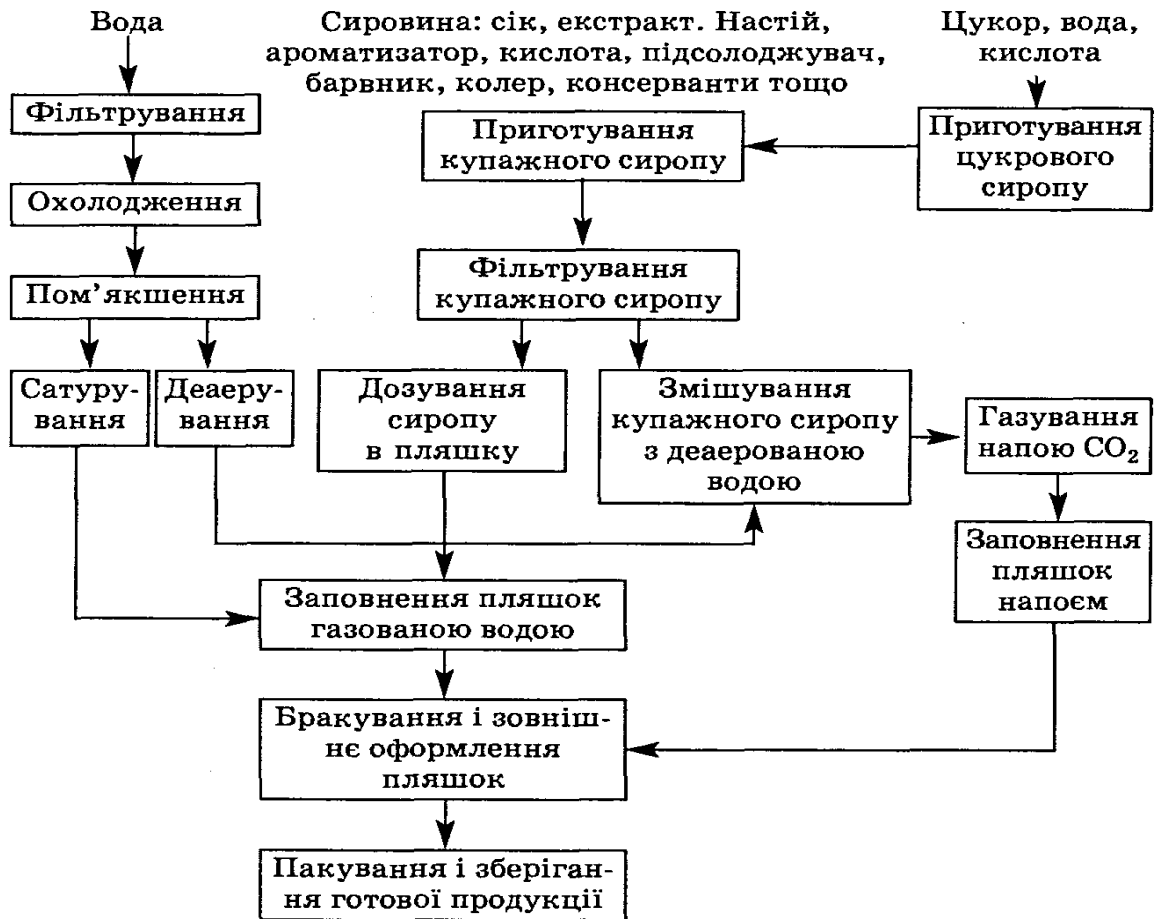 Вода
Сировина: сік, екстракт. Настій,
ароматизатор, кислота, підсолоджувач,
барвник, колер, консерванти тощо
Цукор, вода,
кислота
Фільтрування
Приготування
купажного сиропу
Приготування
цукрового
сиропу
Охолодження
Пом’якшення
Фільтрування
купажного сиропу
Сатуру-
вання
Деаеру-
вання
Дозування
сиропу
в пляшку
Змішування
купажного сиропу
з деаерованою
водою
Газування
напою CO₂
Заповнення
пляшок
напоєм
Заповнення пляшок
газованою водою
Бракування і зовніш-
нє оформлення
пляшок
Пакування і зберіган-
ня готової продукції